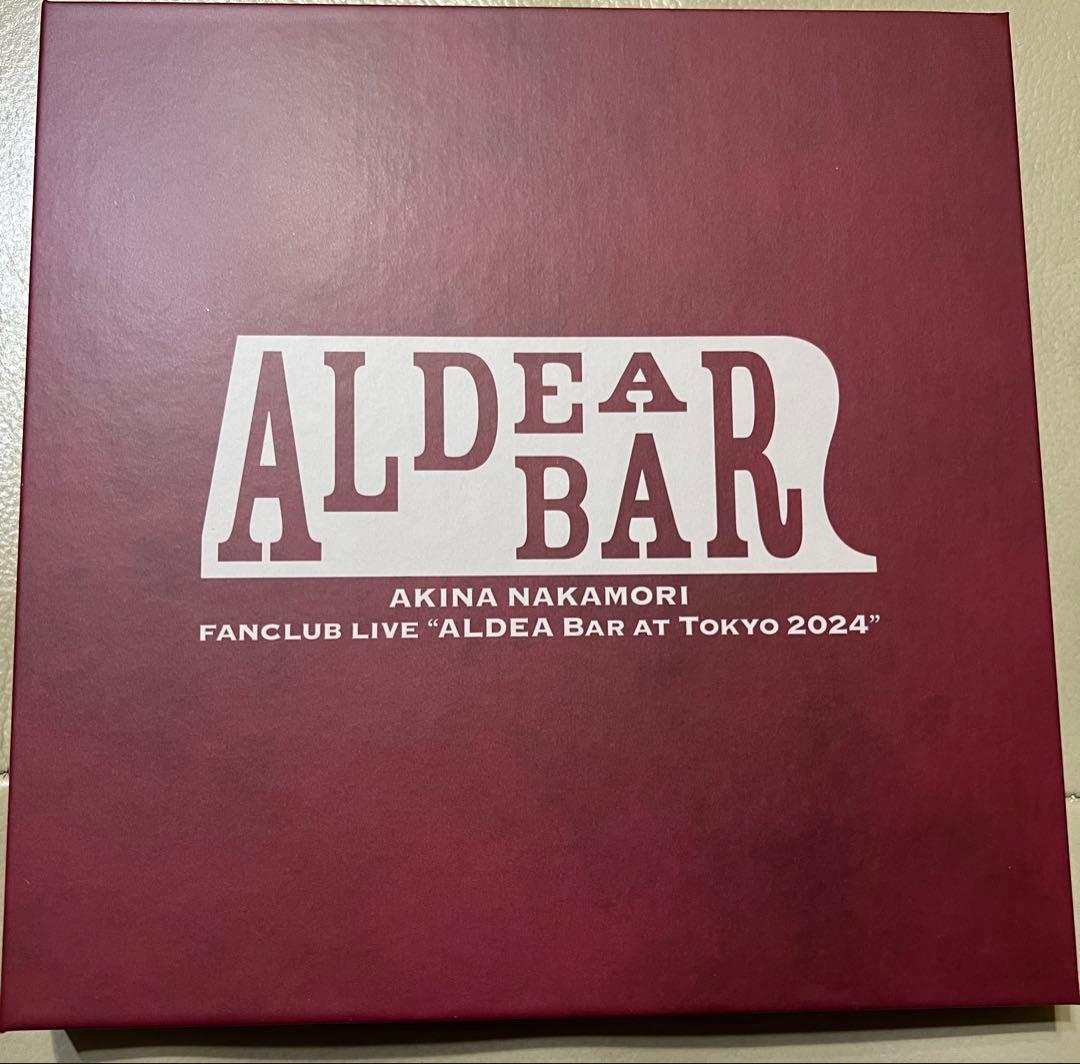 ALDEA
BAR
AKINA NAKAMORI
FANCLUB LIVE “ALDEA BAR AT TOKYO 2024”